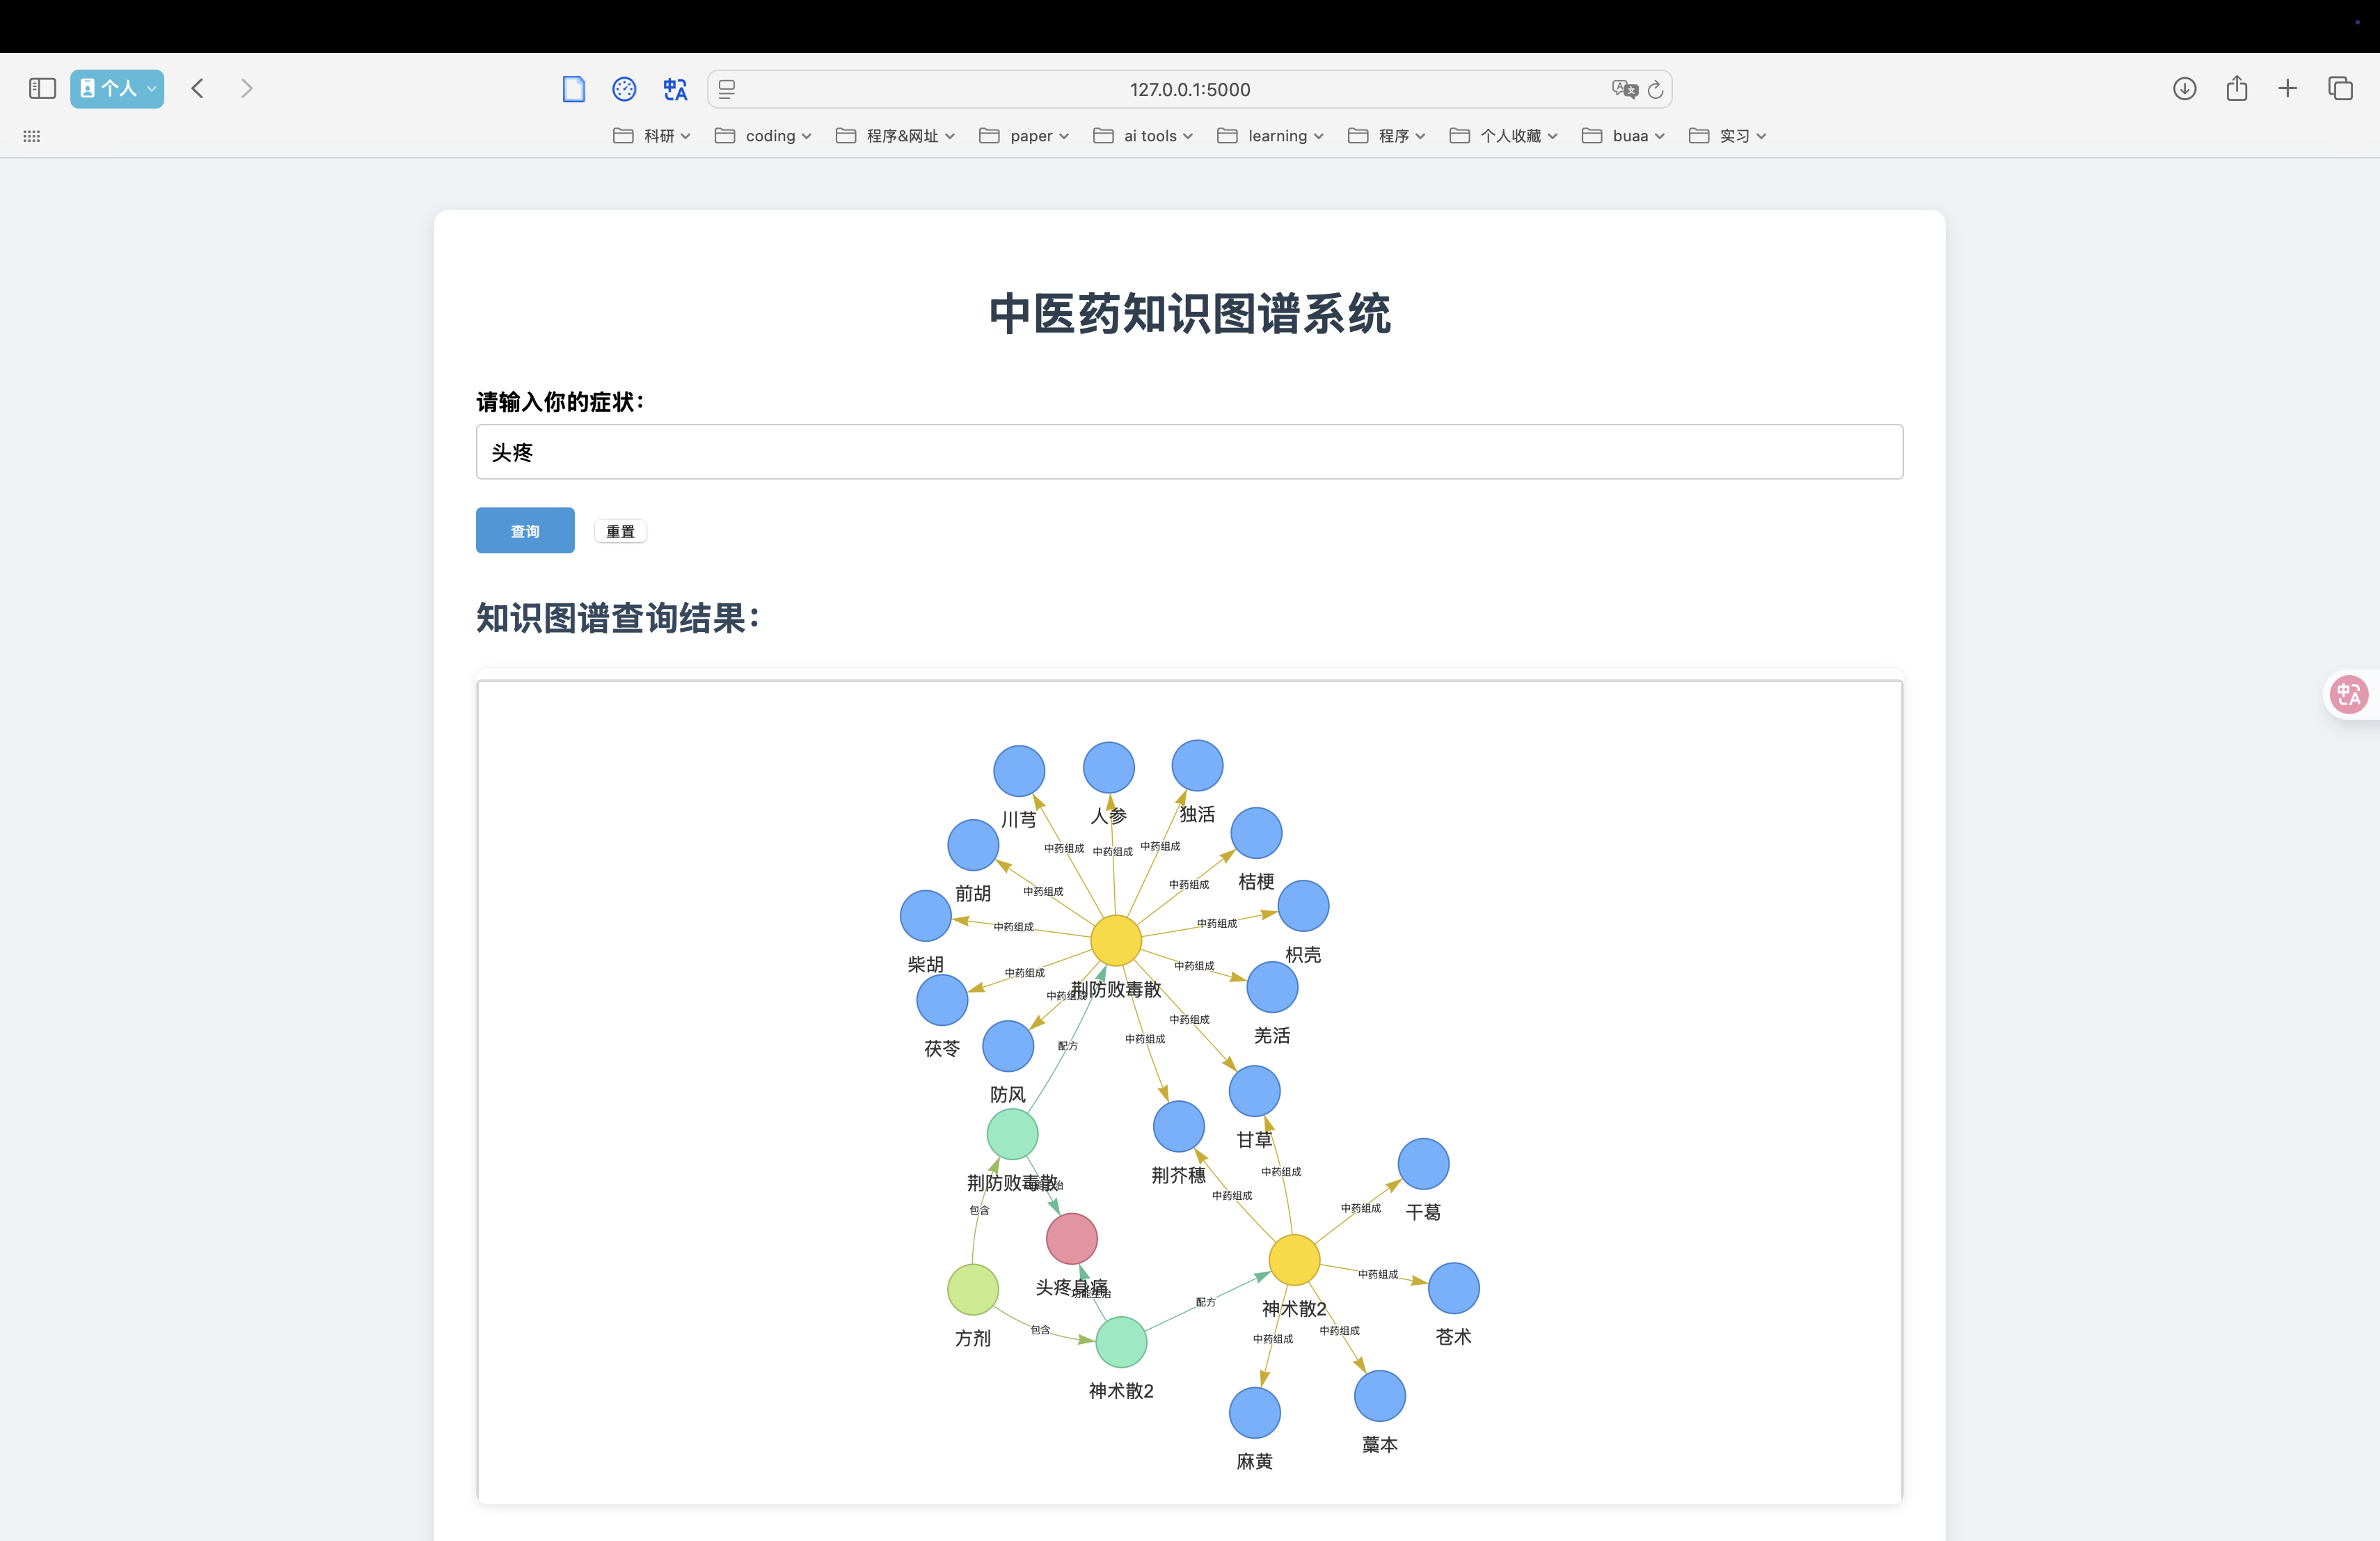 个人
127.0.0.1:5000
科研 coding 程序&网址 paper ai tools learning 程序 个人收藏 buaa 实习
中医药知识图谱系统
请输入你的症状：
头疼
查询 重置
知识图谱查询结果：
川芎 人参 独活
中药组成 中药组成 中药组成
前胡 中药组成 中药组成 桔梗
柴胡 中药组成 中药组成 枳壳
中药组成 中药组成
中药组成 荆防败毒散
中药组成 羌活
茯苓 配方 中药组成
防风
甘草
荆防败毒散 荆芥穗 中药组成
包含 中药组成 中药组成 干葛
头疼身痛 功能主治 中药组成
配方 神术散2
方剂 包含 中药组成 中药组成 苍术
神术散2
麻黄 藁本